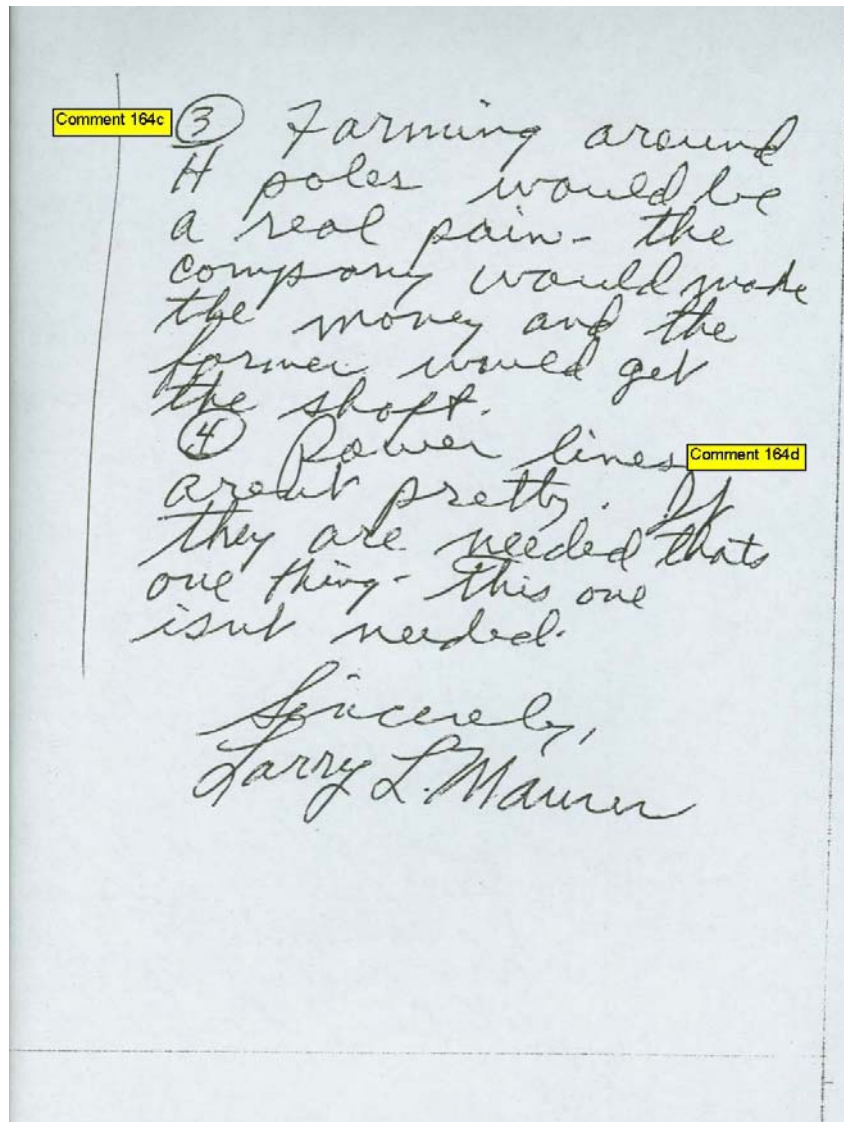 Comment 164c
③ Farming around
H poles would be
a real pain - the
company would make
the money and the
farmer would get
the shaft.
④ Power lines
Comment 164d
arent pretty. If
they are needed thats
one thing - this one
isnt needed.
Sincerely,
Larry L. Maurer